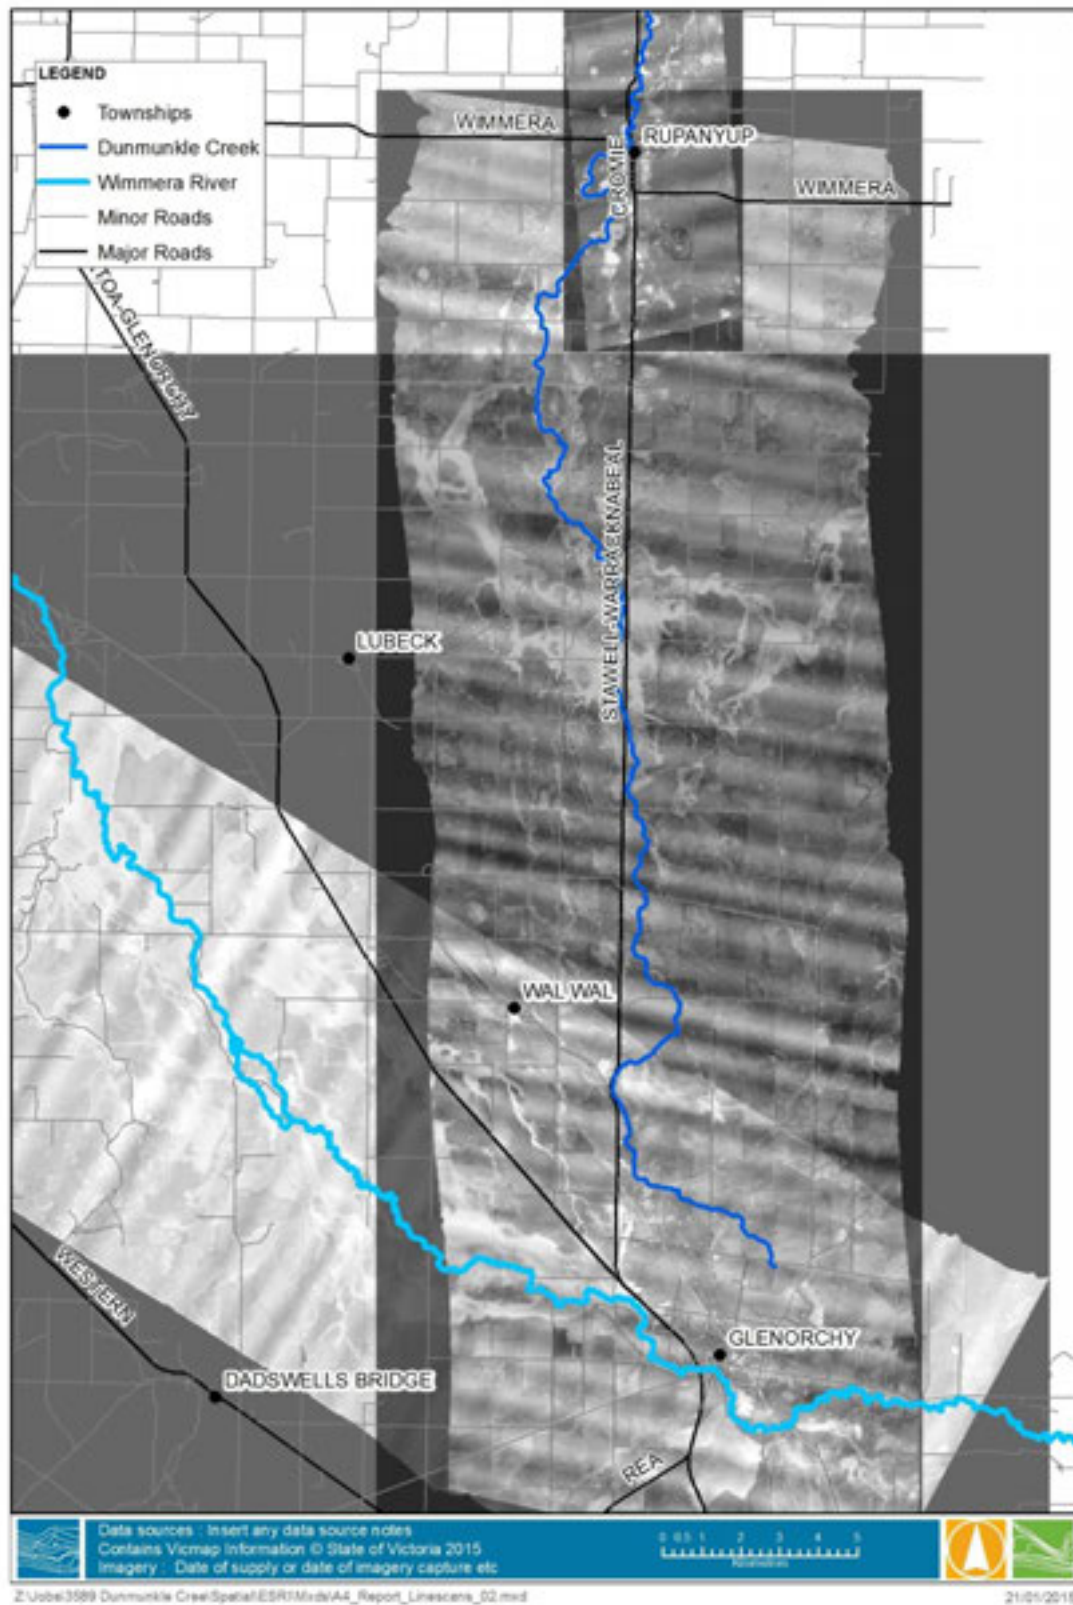 LEGEND
Townships
Dunmunkle Creek
Wimmera River
Minor Roads
Major Roads
WIMMERA
RUPANYUP
CROMIE
WIMMERA
TOA-GLENORCHY
STAWELL-WARRACKNABEAL
LUBECK
WAL WAL
GLENORCHY
WESTERN
DADSWELLS BRIDGE
REA
Data sources : Insert any data source notes
Contains Vicmap Information © State of Victoria 2015
Imagery : Date of supply or date of imagery capture etc
0 0.5 1 2 3 4 5
Kilometres
Z:\Jobs\3589 Dunmunkle Creek\Spatial\ESRI\Mxds\A4_Report_Linescans_02.mxd
21/01/2015